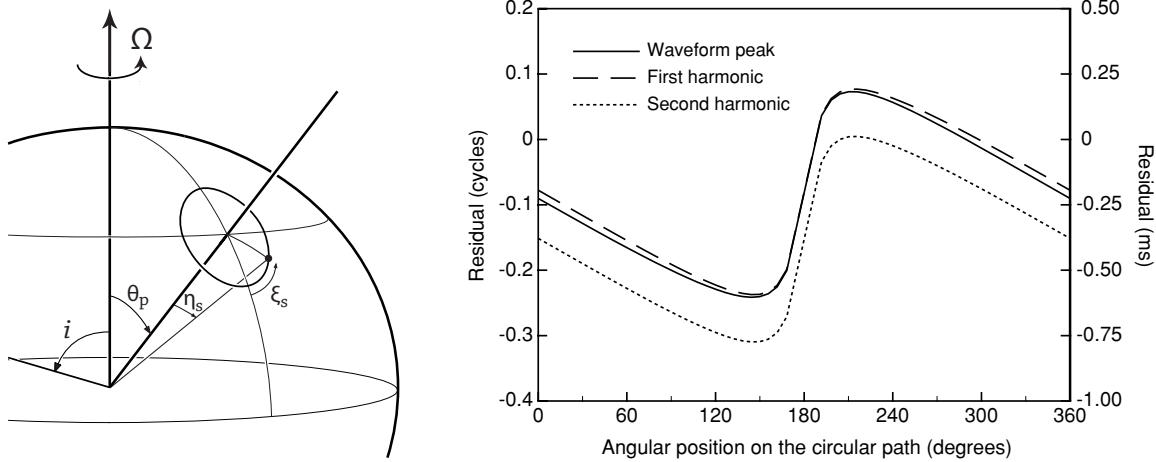 Ω
θp
ηs
ξs
i
Waveform peak
First harmonic
Second harmonic
Residual (cycles)
0.2
0.1
0
-0.1
-0.2
-0.3
-0.4
0.50
0.25
0
-0.25
-0.50
-0.75
-1.00
Residual (ms)
0 60 120 180 240 300 360
Angular position on the circular path (degrees)